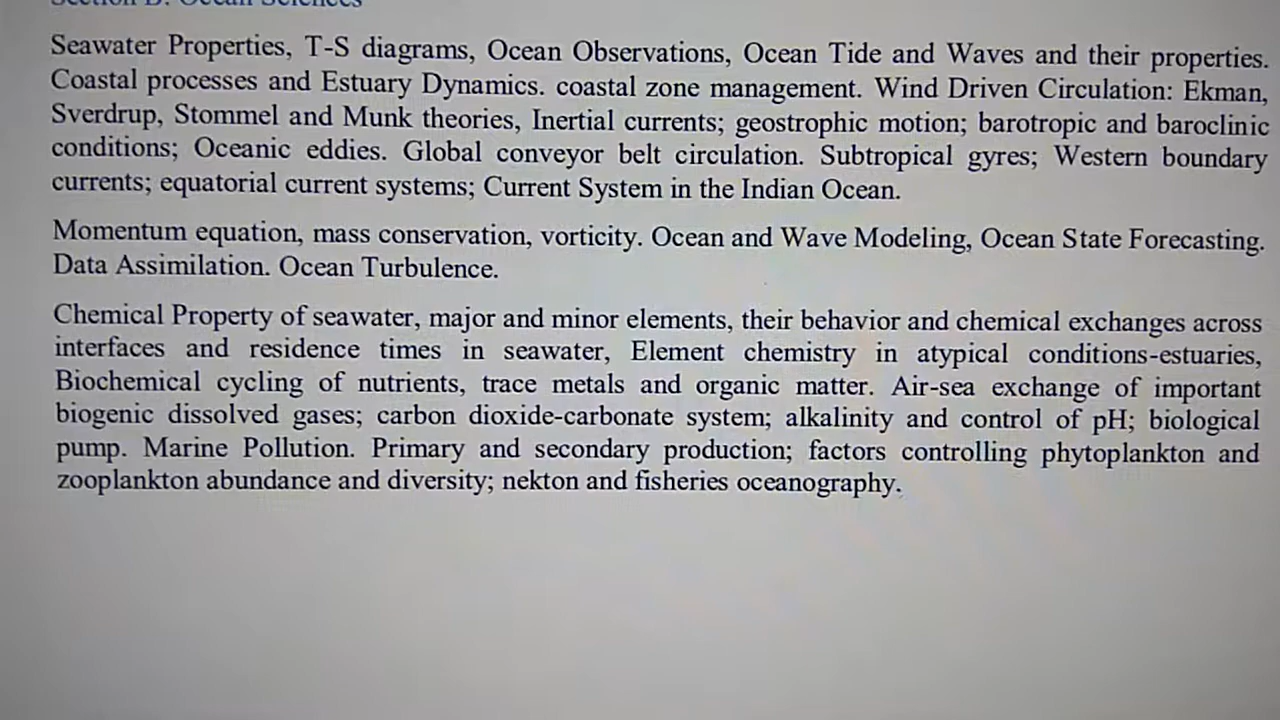 Section B: Ocean Sciences
Seawater Properties, T-S diagrams, Ocean Observations, Ocean Tide and Waves and their properties.
Coastal processes and Estuary Dynamics. coastal zone management. Wind Driven Circulation: Ekman,
Sverdrup, Stommel and Munk theories, Inertial currents; geostrophic motion; barotropic and baroclinic
conditions; Oceanic eddies. Global conveyor belt circulation. Subtropical gyres; Western boundary
currents; equatorial current systems; Current System in the Indian Ocean.
Momentum equation, mass conservation, vorticity. Ocean and Wave Modeling, Ocean State Forecasting.
Data Assimilation. Ocean Turbulence.
Chemical Property of seawater, major and minor elements, their behavior and chemical exchanges across
interfaces and residence times in seawater, Element chemistry in atypical conditions-estuaries,
Biochemical cycling of nutrients, trace metals and organic matter. Air-sea exchange of important
biogenic dissolved gases; carbon dioxide-carbonate system; alkalinity and control of pH; biological
pump. Marine Pollution. Primary and secondary production; factors controlling phytoplankton and
zooplankton abundance and diversity; nekton and fisheries oceanography.